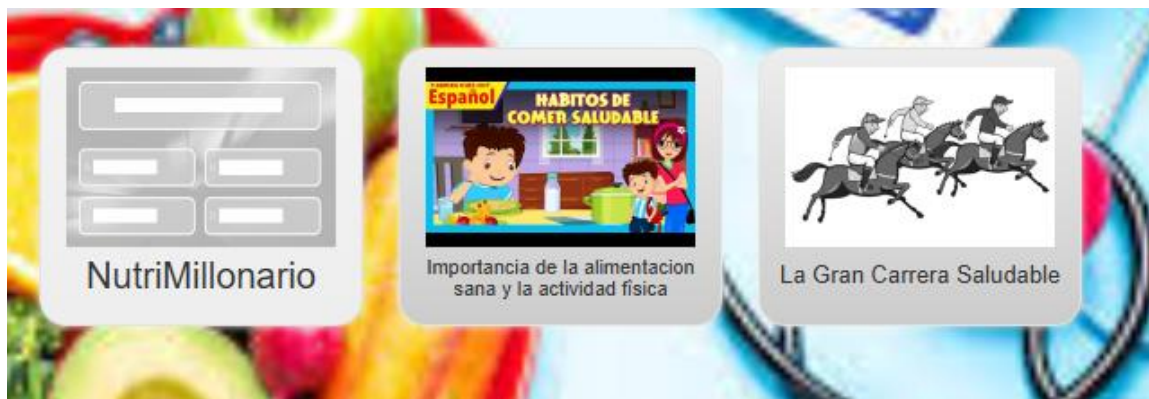 Español
HABITOS DE
COMER SALUDABLE
NutriMillonario
Importancia de la alimentacion
sana y la actividad física
La Gran Carrera Saludable